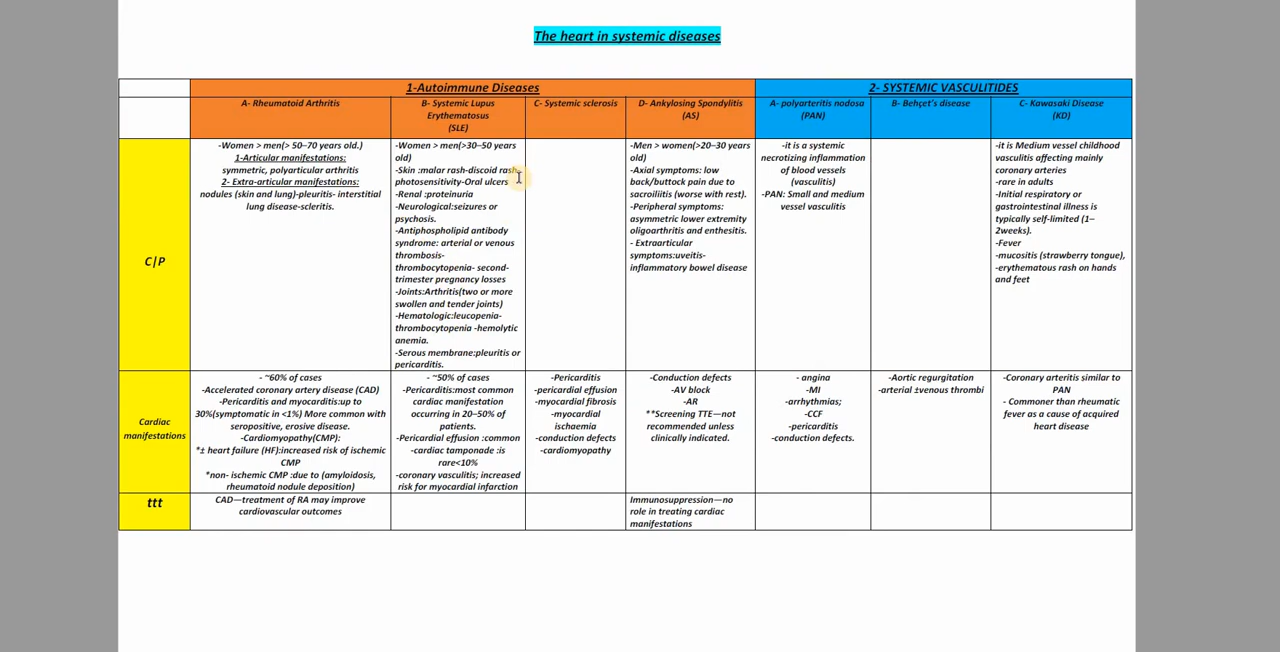 The heart in systemic diseases
1-Autoimmune Diseases
2- SYSTEMIC VASCULITIDES
A- Rheumatoid Arthritis
B- Systemic Lupus
Erythematosus
(SLE)
C- Systemic sclerosis
D- Ankylosing Spondylitis
(AS)
A- polyarteritis nodosa
(PAN)
B- Behçet's disease
C- Kawasaki Disease
(KD)
C|P
-Women > men(> 50–70 years old.)
1-Articular manifestations:
symmetric, polyarticular arthritis
2- Extra-articular manifestations:
nodules (skin and lung)-pleuritis- interstitial
lung disease-scleritis.
-Women > men(>30–50 years
old)
-Skin :malar rash-discoid rash-
photosensitivity-Oral ulcers
-Renal :proteinuria
-Neurological:seizures or
psychosis.
-Antiphospholipid antibody
syndrome: arterial or venous
thrombosis-
thrombocytopenia- second-
trimester pregnancy losses
-Joints:Arthritis(two or more
swollen and tender joints)
-Hematologic:leucopenia-
thrombocytopenia -hemolytic
anemia.
-Serous membrane:pleuritis or
pericarditis.
-Men > women(>20–30 years
old)
-Axial symptoms: low
back/buttock pain due to
sacroiliitis (worse with rest).
-Peripheral symptoms:
asymmetric lower extremity
oligoarthritis and enthesitis.
- Extraarticular
symptoms:uveitis-
inflammatory bowel disease
-it is a systemic
necrotizing inflammation
of blood vessels
(vasculitis)
-PAN: Small and medium
vessel vasculitis
-it is Medium vessel childhood
vasculitis affecting mainly
coronary arteries
-rare in adults
-Initial respiratory or
gastrointestinal illness is
typically self-limited (1–
2weeks).
-Fever
-mucositis (strawberry tongue),
-erythematous rash on hands
and feet
Cardiac
manifestations
- ~60% of cases
-Accelerated coronary artery disease (CAD)
-Pericarditis and myocarditis:up to
30%(symptomatic in <1%) More common with
seropositive, erosive disease.
-Cardiomyopathy(CMP):
*± heart failure (HF):increased risk of ischemic
CMP
*non- ischemic CMP :due to (amyloidosis,
rheumatoid nodule deposition)
- ~50% of cases
-Pericarditis:most common
cardiac manifestation
occurring in 20–50% of
patients.
-Pericardial effusion :common
-cardiac tamponade :is
rare<10%
-coronary vasculitis; increased
risk for myocardial infarction
-Pericarditis
-pericardial effusion
-myocardial fibrosis
-myocardial
ischaemia
-conduction defects
-cardiomyopathy
-Conduction defects
-AV block
-AR
**Screening TTE—not
recommended unless
clinically indicated.
- angina
-MI
-arrhythmias;
-CCF
-pericarditis
-conduction defects.
-Aortic regurgitation
-arterial ±venous thrombi
-Coronary arteritis similar to
PAN
- Commoner than rheumatic
fever as a cause of acquired
heart disease
ttt
CAD—treatment of RA may improve
cardiovascular outcomes
Immunosuppression—no
role in treating cardiac
manifestations